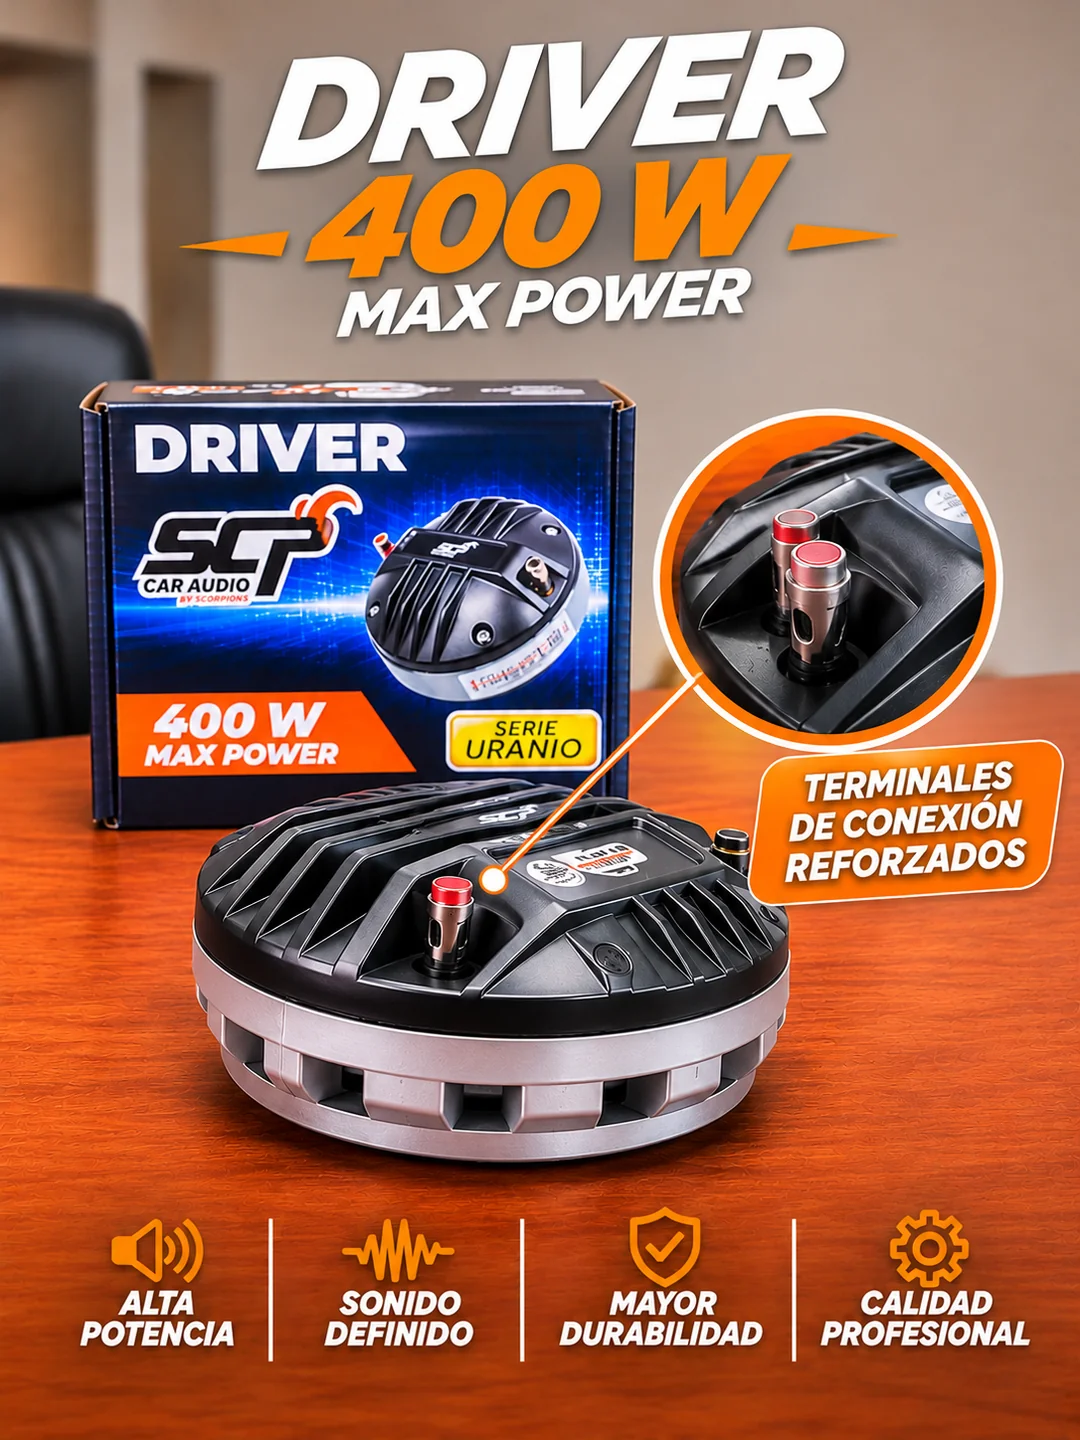 DRIVER
400 W
MAX POWER
DRIVER
SCP
CAR AUDIO
BY SCORPIONS
400 W
MAX POWER
SERIE
URANIO
TERMINALES
DE CONEXIÓN
REFORZADOS
ALTA
POTENCIA
SONIDO
DEFINIDO
MAYOR
DURABILIDAD
CALIDAD
PROFESIONAL